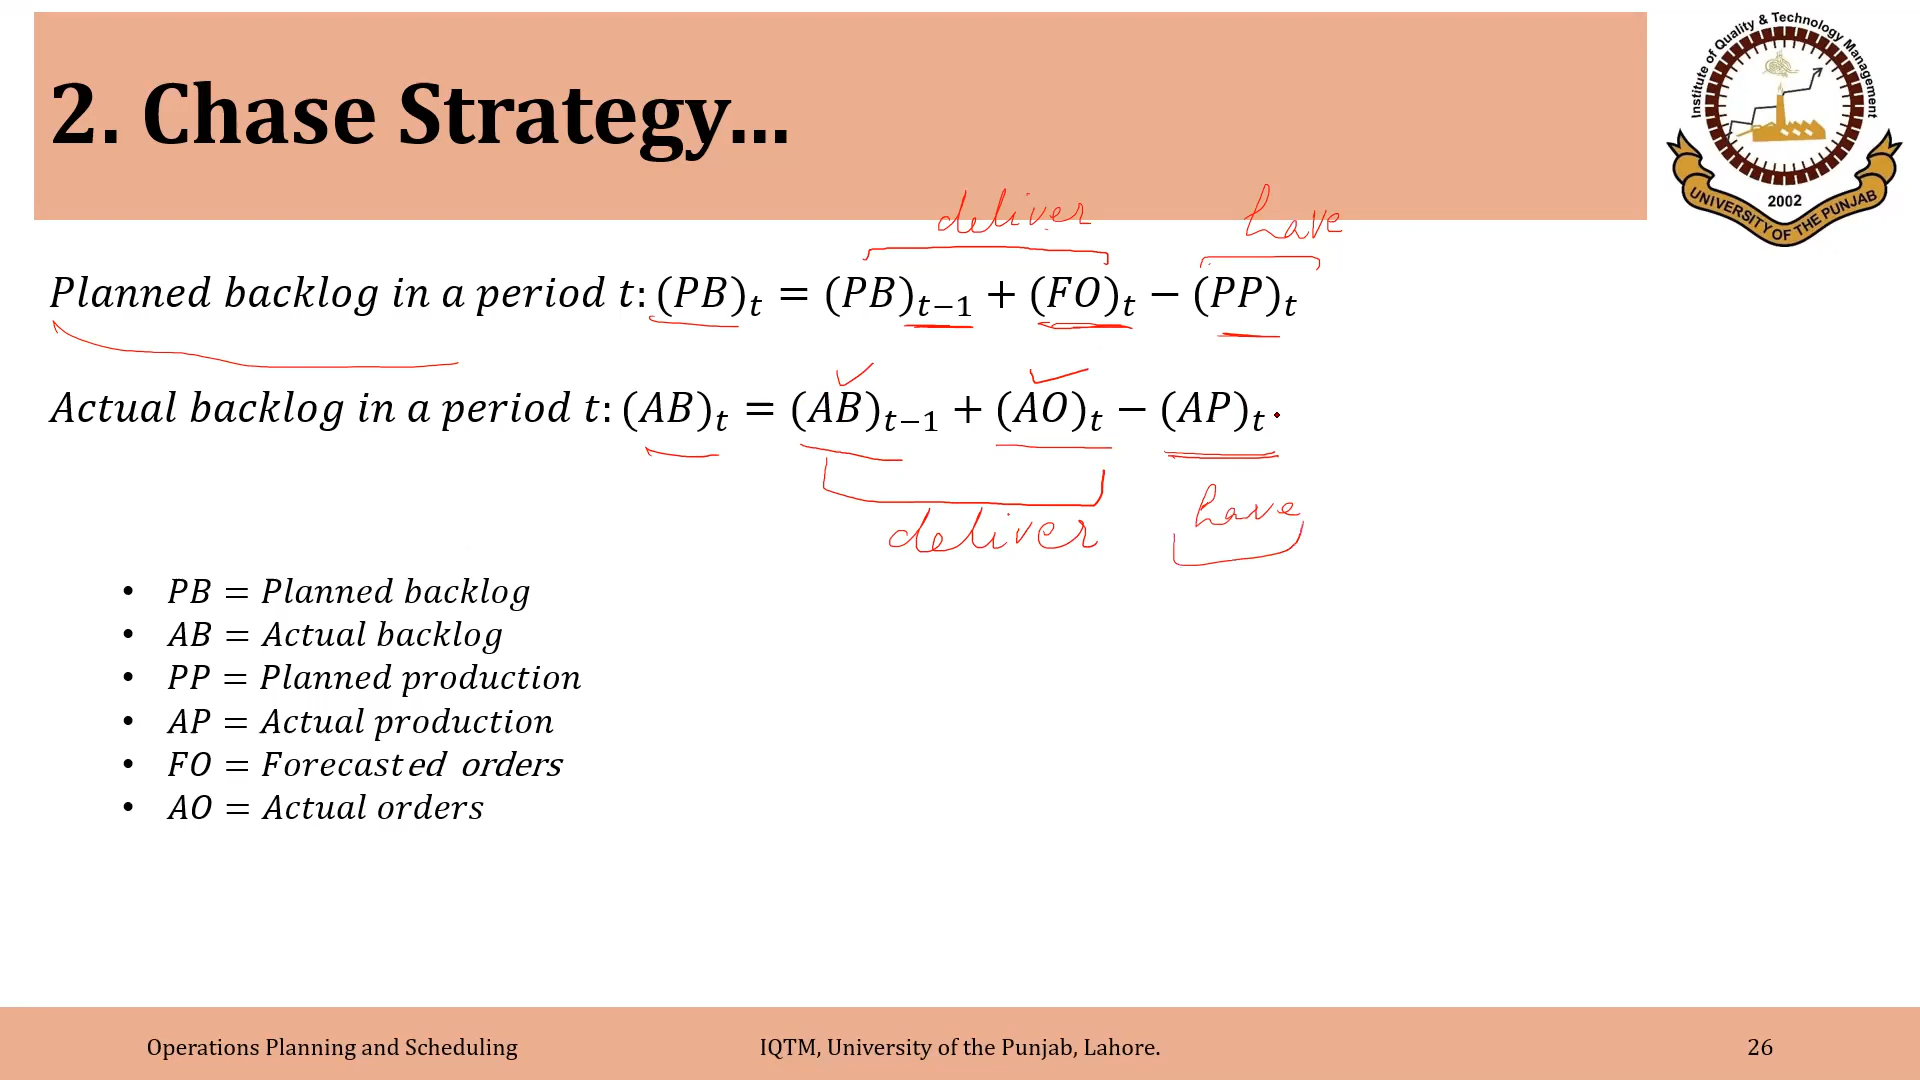 Institute of Quality & Technology Management
2002
UNIVERSITY OF THE PUNJAB
2. Chase Strategy...
deliver have
Planned backlog in a period t: (PB)t = (PB)t−1 + (FO)t − (PP)t
Actual backlog in a period t: (AB)t = (AB)t−1 + (AO)t − (AP)t
deliver have
• PB = Planned backlog
• AB = Actual backlog
• PP = Planned production
• AP = Actual production
• FO = Forecasted orders
• AO = Actual orders
Operations Planning and Scheduling IQTM, University of the Punjab, Lahore. 26